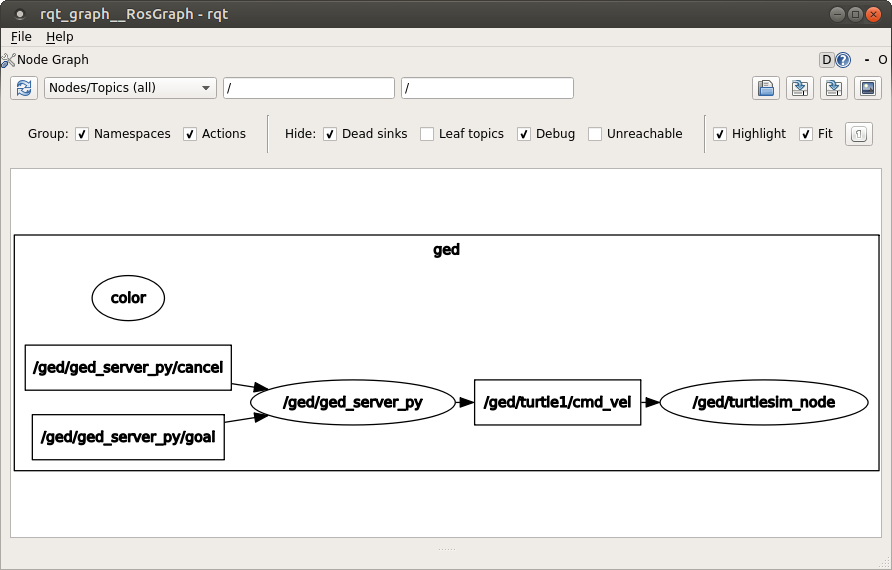 rqt_graph__RosGraph - rqt
File Help
Node Graph D ? - O
Nodes/Topics (all) / /
Group: Namespaces Actions Hide: Dead sinks Leaf topics Debug Unreachable Highlight Fit
ged
color
/ged/ged_server_py/cancel
/ged/ged_server_py /ged/turtle1/cmd_vel /ged/turtlesim_node
/ged/ged_server_py/goal